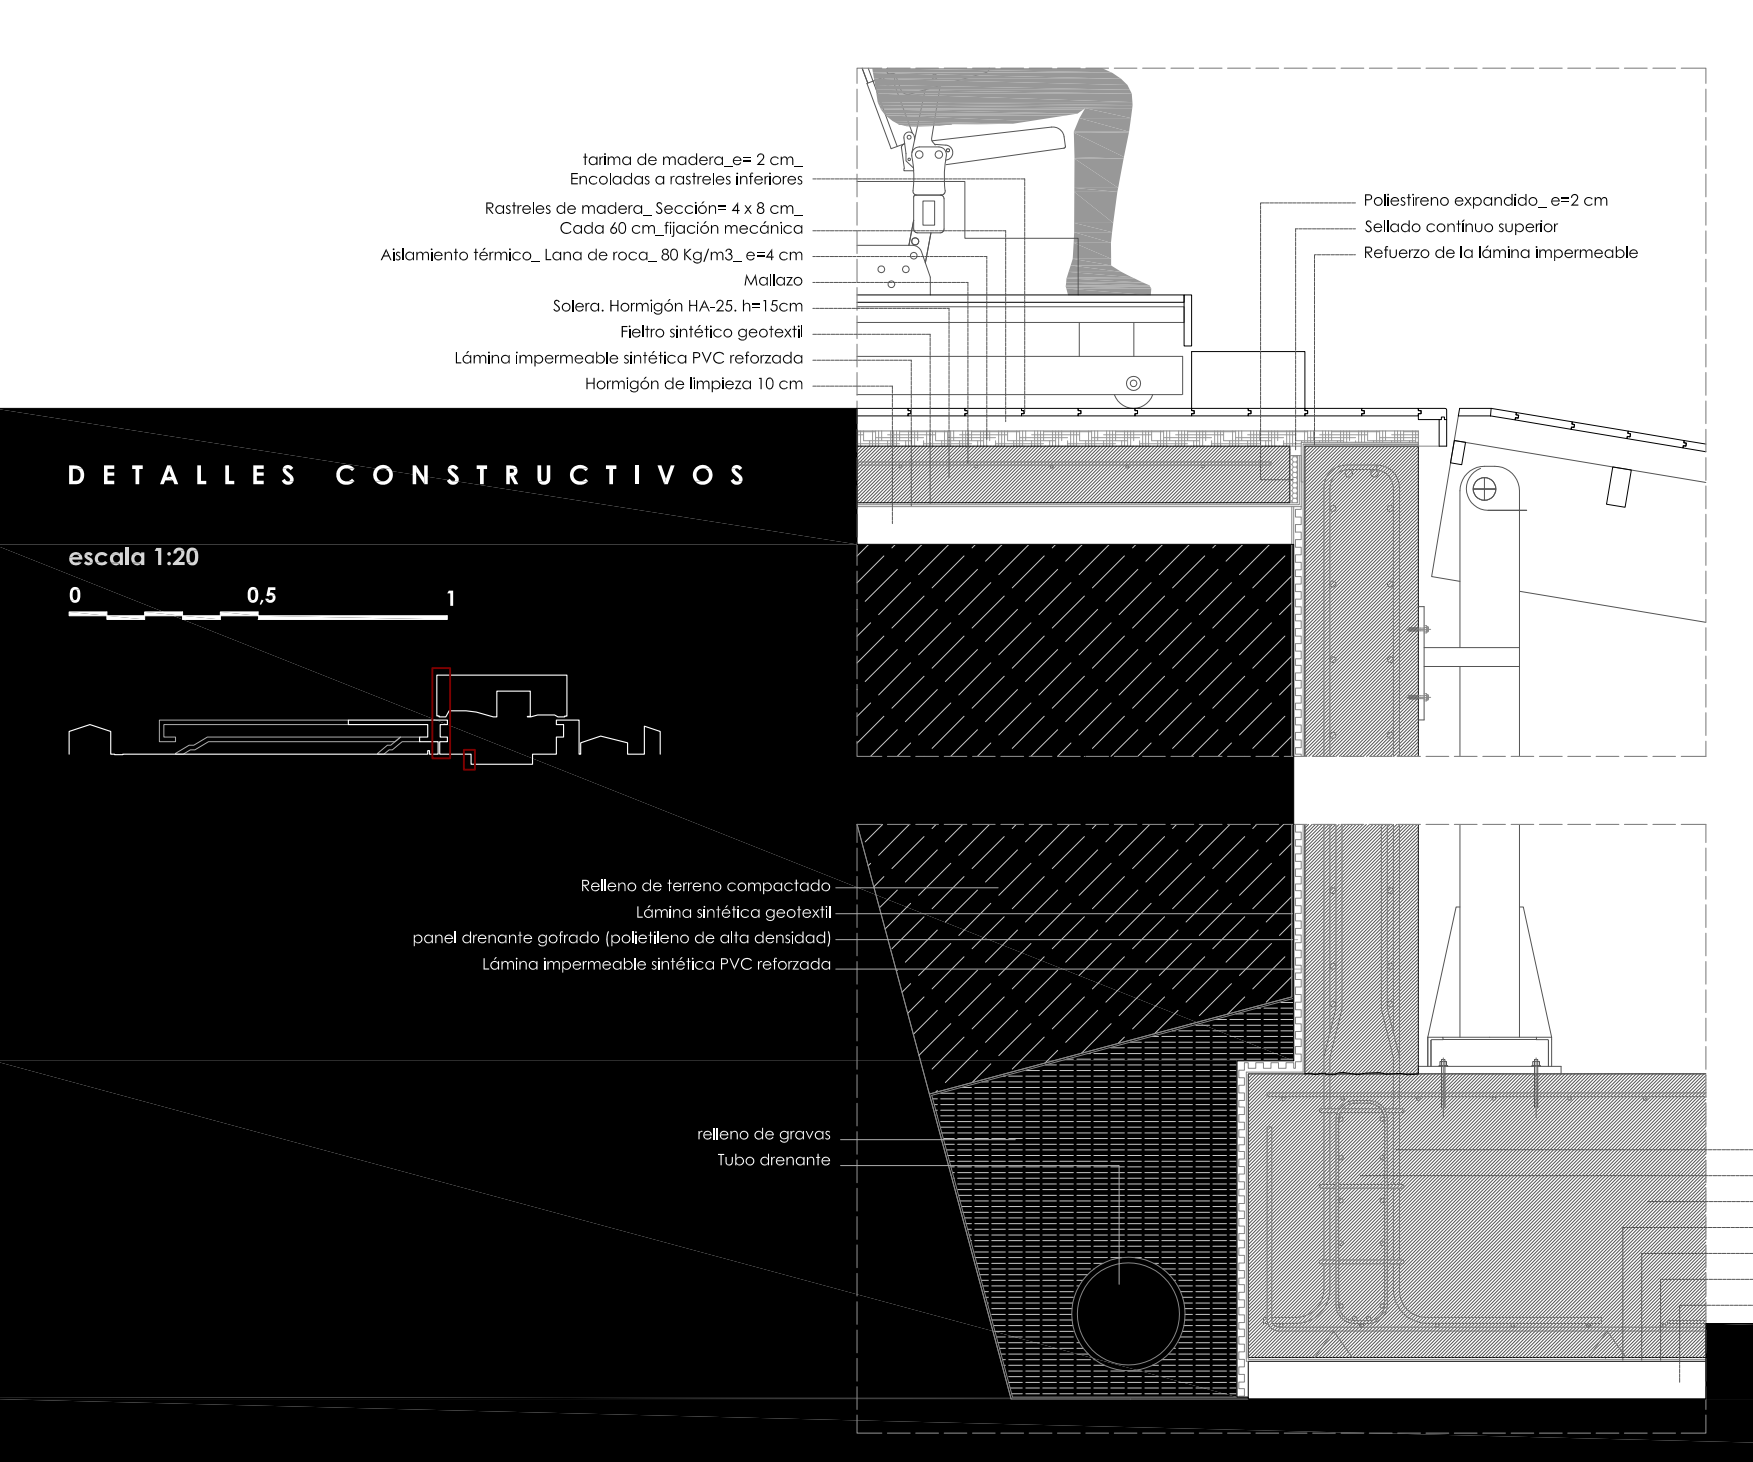 tarima de madera_e= 2 cm_
Encoladas a rastreles inferiores
Rastreles de madera_ Sección= 4 x 8 cm_
Cada 60 cm_fijación mecánica
Aislamiento térmico_ Lana de roca_ 80 Kg/m3_ e=4 cm
Mallazo
Solera. Hormigón HA-25. h=15cm
Fieltro sintético geotextil
Lámina impermeable sintética PVC reforzada
Hormigón de limpieza 10 cm
Poliestireno expandido_ e=2 cm
Sellado contínuo superior
Refuerzo de la lámina impermeable
DETALLES CONSTRUCTIVOS
escala 1:20
0 0,5 1
Relleno de terreno compactado
Lámina sintética geotextil
panel drenante gofrado (polietileno de alta densidad)
Lámina impermeable sintética PVC reforzada
relleno de gravas
Tubo drenante